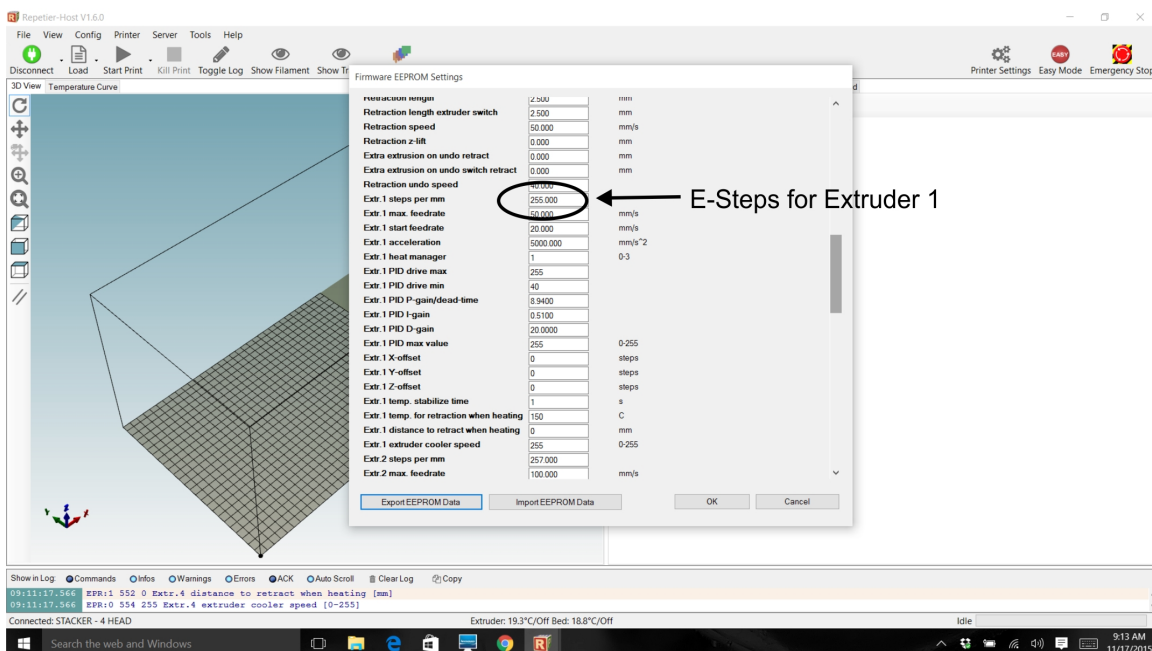 Repetier-Host V1.6.0
File View Config Printer Server Tools Help
Disconnect Load Start Print Kill Print Toggle Log Show Filament Show Tr
Printer Settings Easy Mode Emergency Stop
EASY
3D View Temperature Curve
d
Firmware EEPROM Settings
Retraction length 2.500 mm
Retraction length extruder switch 2.500 mm
Retraction speed 50.000 mm/s
Retraction z-lift 0.000 mm
Extra extrusion on undo retract 0.000 mm
Extra extrusion on undo switch retract 0.000 mm
Retraction undo speed 40.000
Extr.1 steps per mm 255.000
E-Steps for Extruder 1
Extr.1 max. feedrate 50.000 mm/s
Extr.1 start feedrate 20.000 mm/s
Extr.1 acceleration 5000.000 mm/s^2
Extr.1 heat manager 1 0-3
Extr.1 PID drive max 255
Extr.1 PID drive min 40
Extr.1 PID P-gain/dead-time 8.9400
Extr.1 PID I-gain 0.5100
Extr.1 PID D-gain 20.0000
Extr.1 PID max value 255 0-255
Extr.1 X-offset 0 steps
Extr.1 Y-offset 0 steps
Extr.1 Z-offset 0 steps
Extr.1 temp. stabilize time 1 s
Extr.1 temp. for retraction when heating 150 C
Extr.1 distance to retract when heating 0 mm
Extr.1 extruder cooler speed 255 0-255
Extr.2 steps per mm 257.000
Extr.2 max. feedrate 100.000 mm/s
Export EEPROM Data Import EEPROM Data OK Cancel
Show in Log: Commands Infos Warnings Errors ACK Auto Scroll Clear Log Copy
09:11:17.566 EPR:1 552 0 Extr.4 distance to retract when heating [mm]
09:11:17.566 EPR:0 554 255 Extr.4 extruder cooler speed [0-255]
Connected: STACKER - 4 HEAD Extruder: 19.3°C/Off Bed: 18.8°C/Off Idle
Search the web and Windows
9:13 AM
11/17/2015